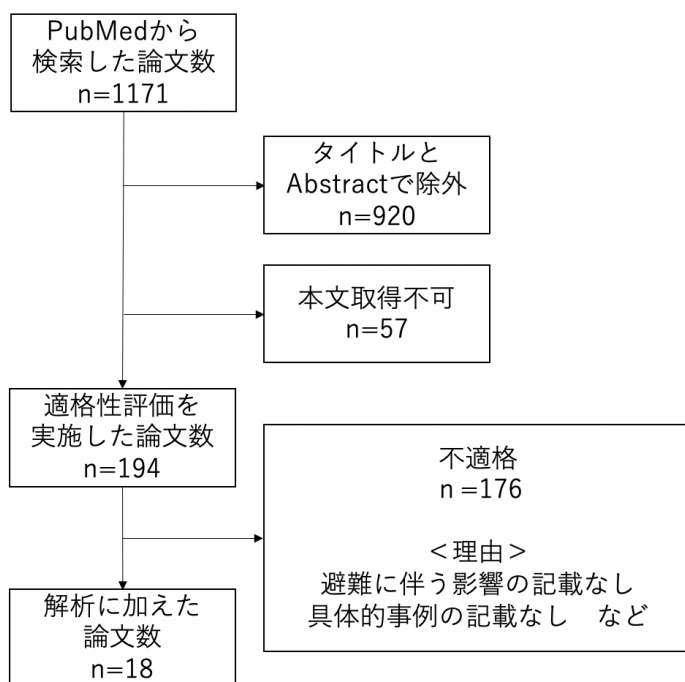 PubMedから
検索した論文数
n=1171
タイトルと
Abstractで除外
n=920
本文取得不可
n=57
適格性評価を
実施した論文数
n=194
不適格
n =176
＜理由＞
避難に伴う影響の記載なし
具体的事例の記載なし　など
解析に加えた
論文数
n=18